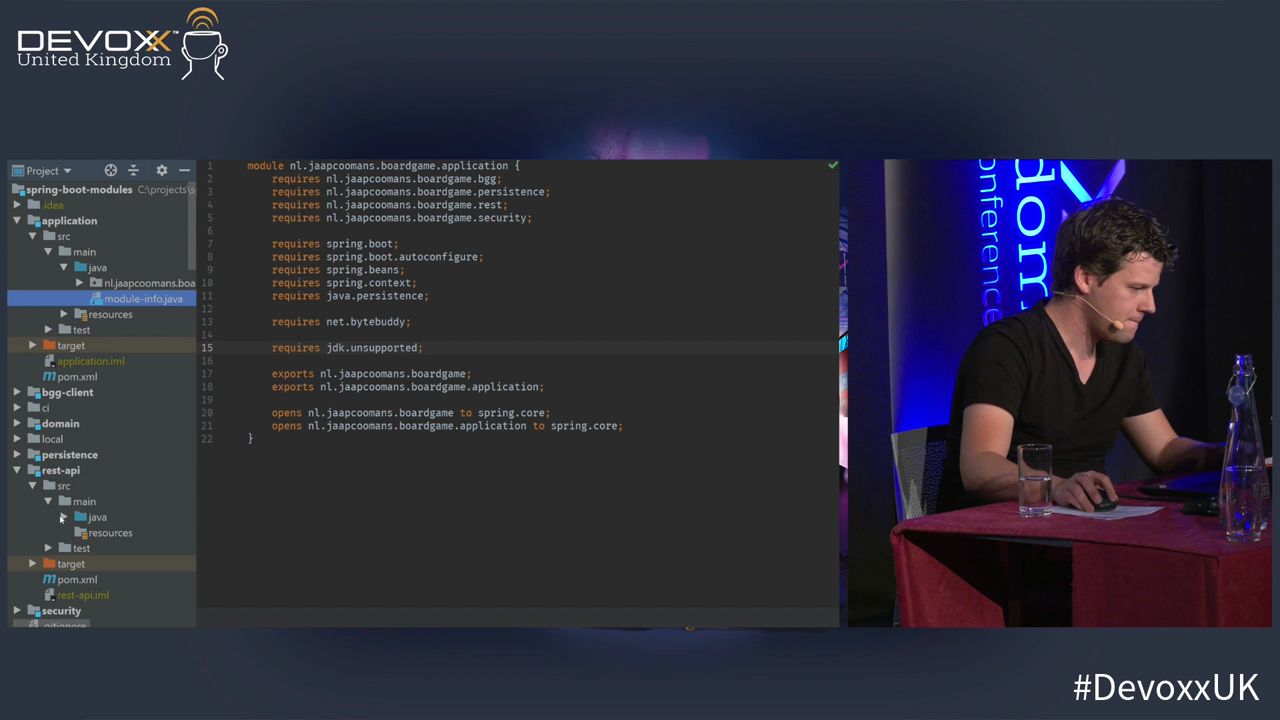 DEVOXX™
United Kingdom
Project
spring-boot-modules C:\projects\s
.idea
application
src
main
java
nl.jaapcoomans.boa
module-info.java
resources
test
target
application.iml
pom.xml
bgg-client
ci
domain
local
persistence
rest-api
src
main
java
resources
test
target
pom.xml
rest-api.iml
security
.gitignore
1 module nl.jaapcoomans.boardgame.application {
2 requires nl.jaapcoomans.boardgame.bgg;
3 requires nl.jaapcoomans.boardgame.persistence;
4 requires nl.jaapcoomans.boardgame.rest;
5 requires nl.jaapcoomans.boardgame.security;
6
7 requires spring.boot;
8 requires spring.boot.autoconfigure;
9 requires spring.beans;
10 requires spring.context;
11 requires java.persistence;
12
13 requires net.bytebuddy;
14
15 requires jdk.unsupported;
16
17 exports nl.jaapcoomans.boardgame;
18 exports nl.jaapcoomans.boardgame.application;
19
20 opens nl.jaapcoomans.boardgame to spring.core;
21 opens nl.jaapcoomans.boardgame.application to spring.core;
22 }
dom
onference
#DevoxxUK